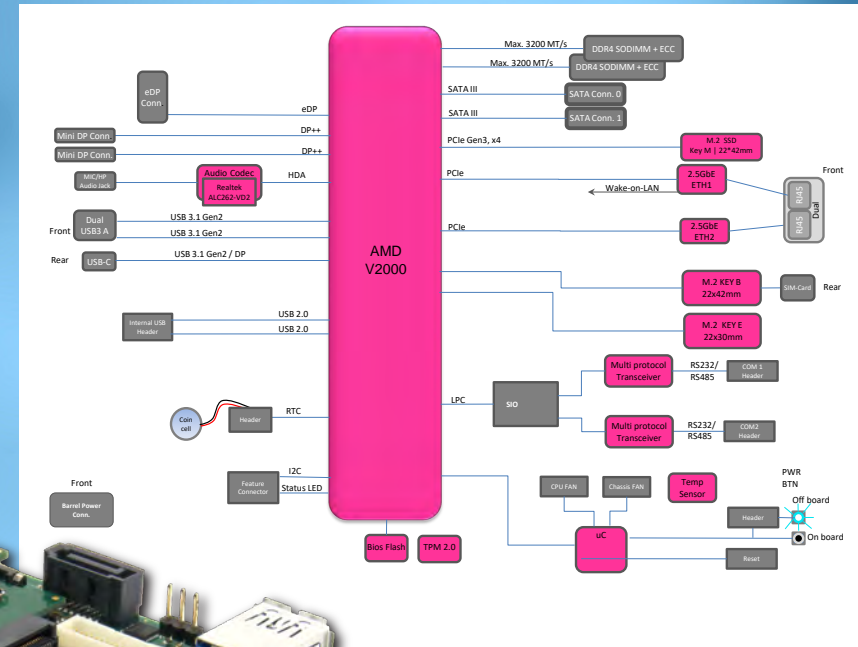 Max. 3200 MT/s
DDR4 SODIMM + ECC
Max. 3200 MT/s
DDR4 SODIMM + ECC
eDP
Conn.
eDP
SATA III
SATA Conn. 0
SATA III
SATA Conn. 1
Mini DP Conn
DP++
Mini DP Conn.
DP++
PCIe Gen3, x4
M.2 SSD
Key M | 22*42mm
MIC/HP
Audio Jack
Audio Codec
Realtek
ALC262-VD2
HDA
PCIe
2.5GbE
ETH1
Wake-on-LAN
Front
RJ45
RJ45
Dual
Front
Dual
USB3 A
USB 3.1 Gen2
USB 3.1 Gen2
PCIe
2.5GbE
ETH2
Rear
USB-C
USB 3.1 Gen2 / DP
AMD
V2000
M.2 KEY B
22x42mm
SIM-Card
Rear
Internal USB
Header
USB 2.0
USB 2.0
M.2 KEY E
22x30mm
Multi protocol
Transceiver
RS232/
RS485
COM 1
Header
LPC
SIO
Multi protocol
Transceiver
RS232/
RS485
COM2
Header
Coin
cell
Header
RTC
Feature
Connector
I2C
Status LED
Front
Barrel Power
Conn.
Bios Flash
TPM 2.0
CPU FAN
Chassis FAN
Temp
Sensor
uC
PWR
BTN
Off board
Header
On board
Reset